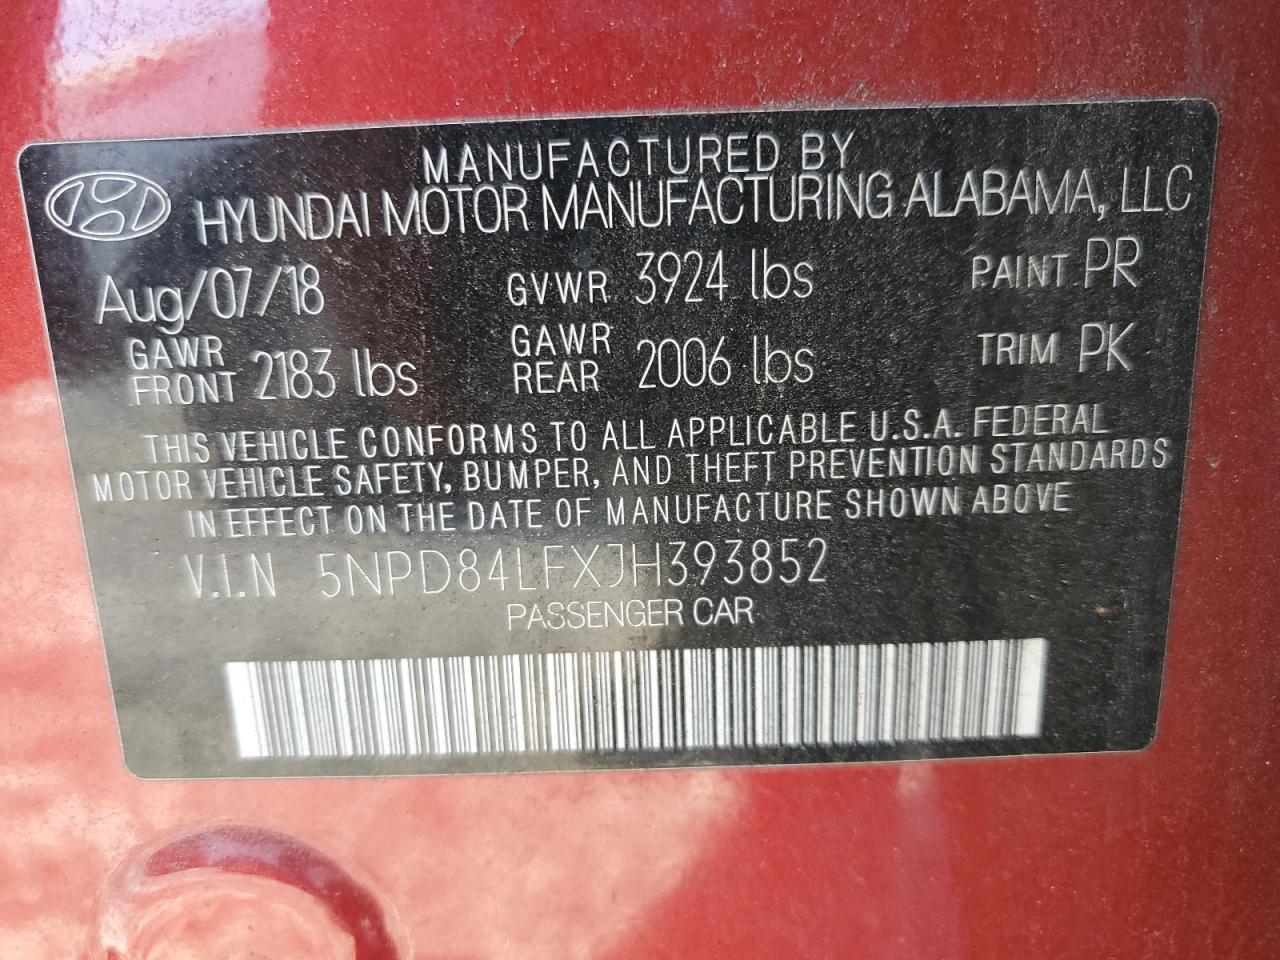 MANUFACTURED BY
HYUNDAI MOTOR MANUFACTURING ALABAMA, LLC
Aug/07/18 GVWR 3924 lbs PAINT PR
GAWR FRONT 2183 lbs GAWR REAR 2006 lbs TRIM PK
THIS VEHICLE CONFORMS TO ALL APPLICABLE U.S.A. FEDERAL
MOTOR VEHICLE SAFETY, BUMPER, AND THEFT PREVENTION STANDARDS
IN EFFECT ON THE DATE OF MANUFACTURE SHOWN ABOVE
V.I.N 5NPD84LFXJH393852
PASSENGER CAR